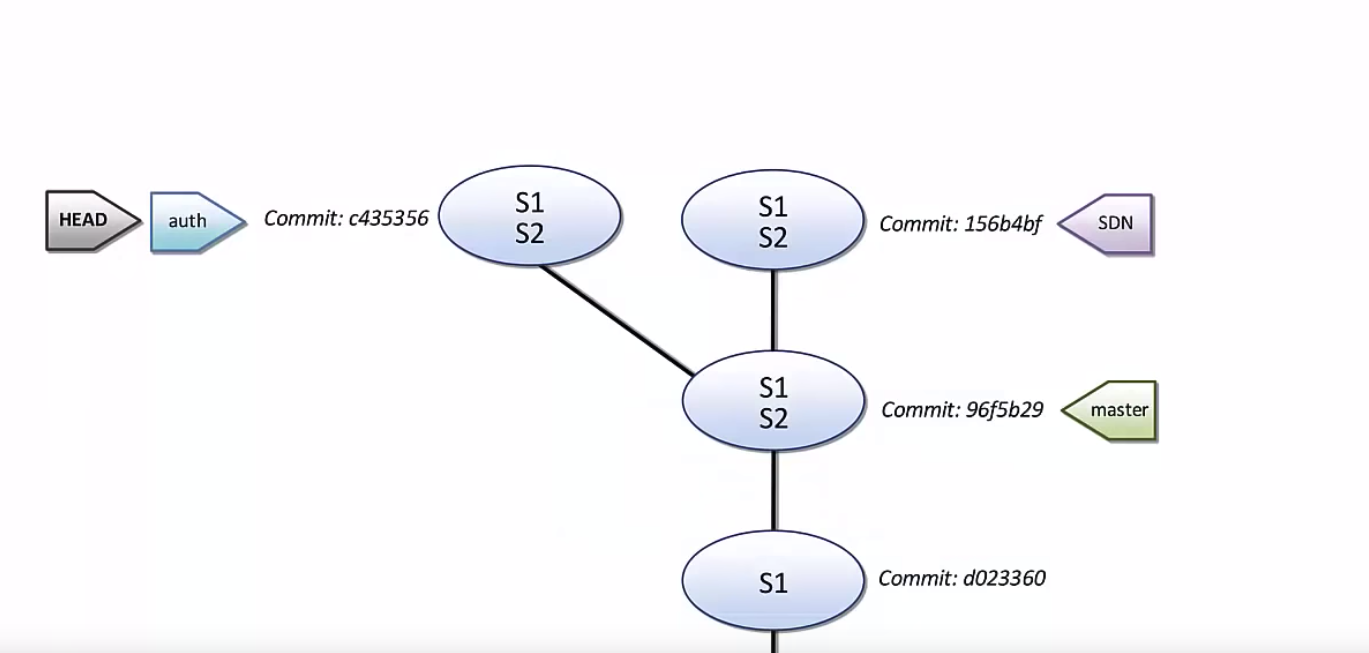 HEAD
auth
Commit: c435356
S1
S2
S1
S2
Commit: 156b4bf
SDN
S1
S2
Commit: 96f5b29
master
S1
Commit: d023360